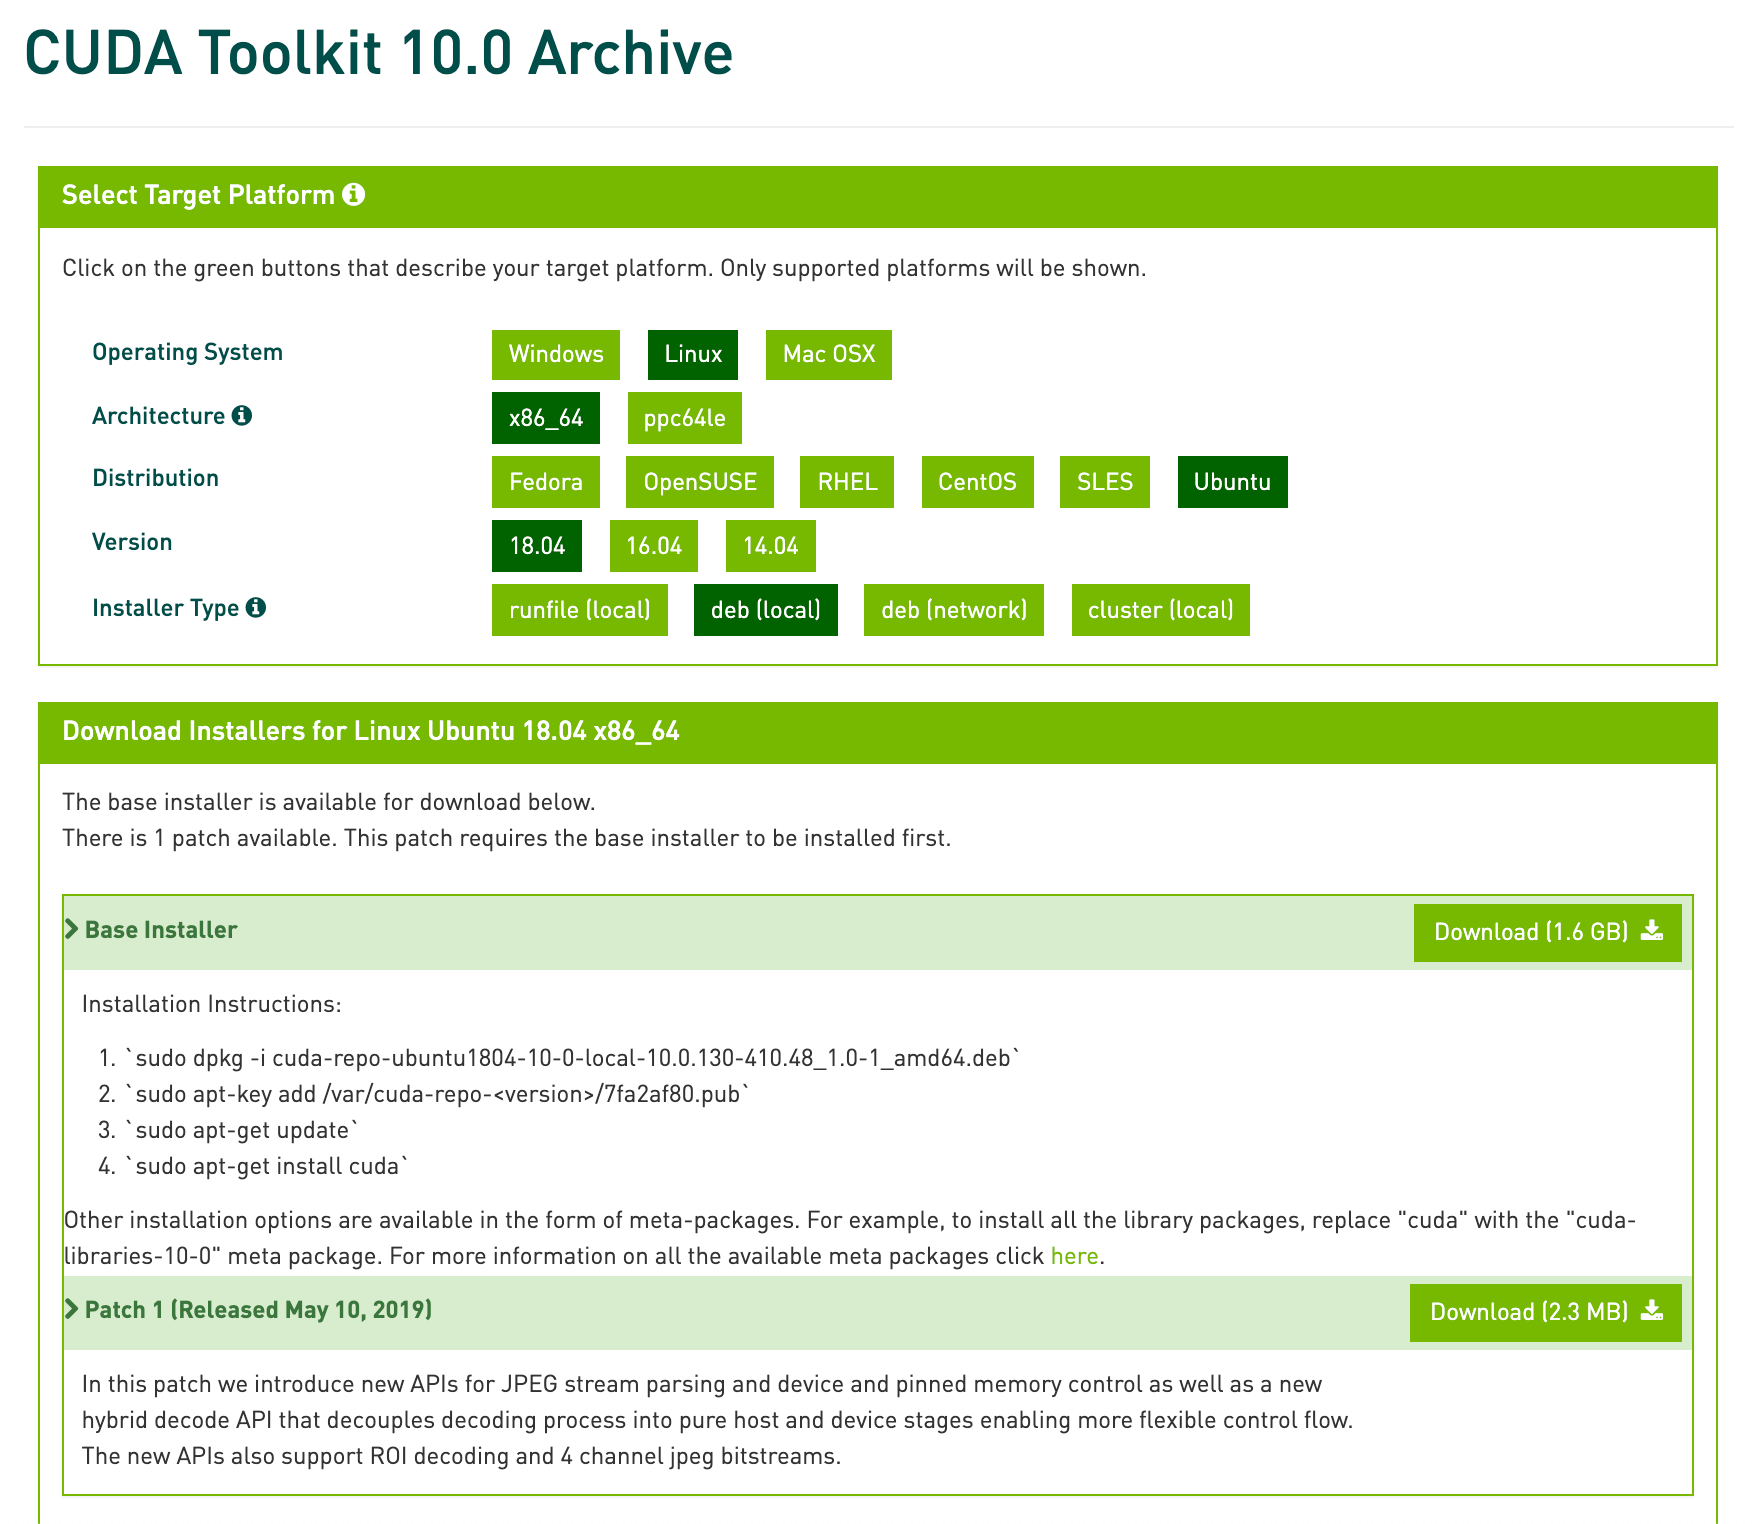 CUDA Toolkit 10.0 Archive
Select Target Platform
Click on the green buttons that describe your target platform. Only supported platforms will be shown.
Operating System Windows Linux Mac OSX
Architecture x86_64 ppc64le
Distribution Fedora OpenSUSE RHEL CentOS SLES Ubuntu
Version 18.04 16.04 14.04
Installer Type runfile (local) deb (local) deb (network) cluster (local)
Download Installers for Linux Ubuntu 18.04 x86_64
The base installer is available for download below.
There is 1 patch available. This patch requires the base installer to be installed first.
Base Installer Download (1.6 GB)
Installation Instructions:
1. `sudo dpkg -i cuda-repo-ubuntu1804-10-0-local-10.0.130-410.48_1.0-1_amd64.deb`
2. `sudo apt-key add /var/cuda-repo-<version>/7fa2af80.pub`
3. `sudo apt-get update`
4. `sudo apt-get install cuda`
Other installation options are available in the form of meta-packages. For example, to install all the library packages, replace "cuda" with the "cuda-
libraries-10-0" meta package. For more information on all the available meta packages click here.
Patch 1 (Released May 10, 2019) Download (2.3 MB)
In this patch we introduce new APIs for JPEG stream parsing and device and pinned memory control as well as a new
hybrid decode API that decouples decoding process into pure host and device stages enabling more flexible control flow.
The new APIs also support ROI decoding and 4 channel jpeg bitstreams.